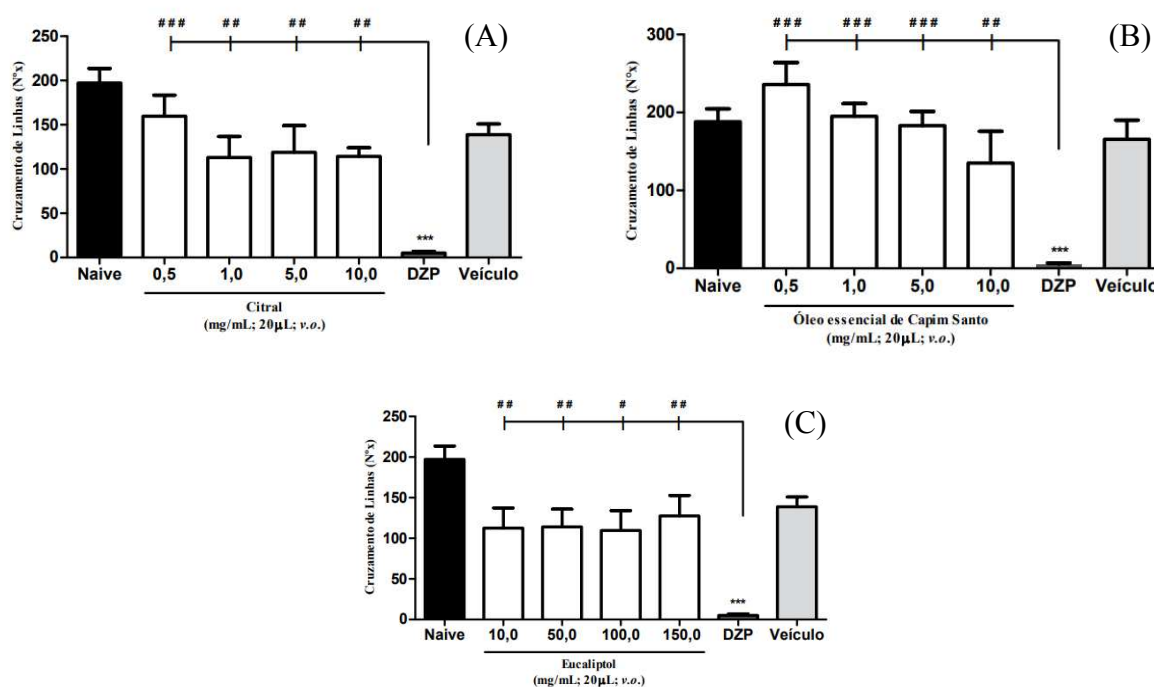 ### ## ## ## (A)
250
200
150
100
50
0
Cruzamento de Linhas (Nºx)
***
Naive 0,5 1,0 5,0 10,0 DZP Veículo
Citral
(mg/mL; 20µL; v.o.)
### ### ### ## (B)
300
200
100
0
Cruzamento de Linhas (Nºx)
***
Naive 0,5 1,0 5,0 10,0 DZP Veículo
Óleo essencial de Capim Santo
(mg/mL; 20µL; v.o.)
## ## # ## (C)
250
200
150
100
50
0
Cruzamento de Linhas (Nºx)
***
Naive 10,0 50,0 100,0 150,0 DZP Veículo
Eucaliptol
(mg/mL; 20µL; v.o.)